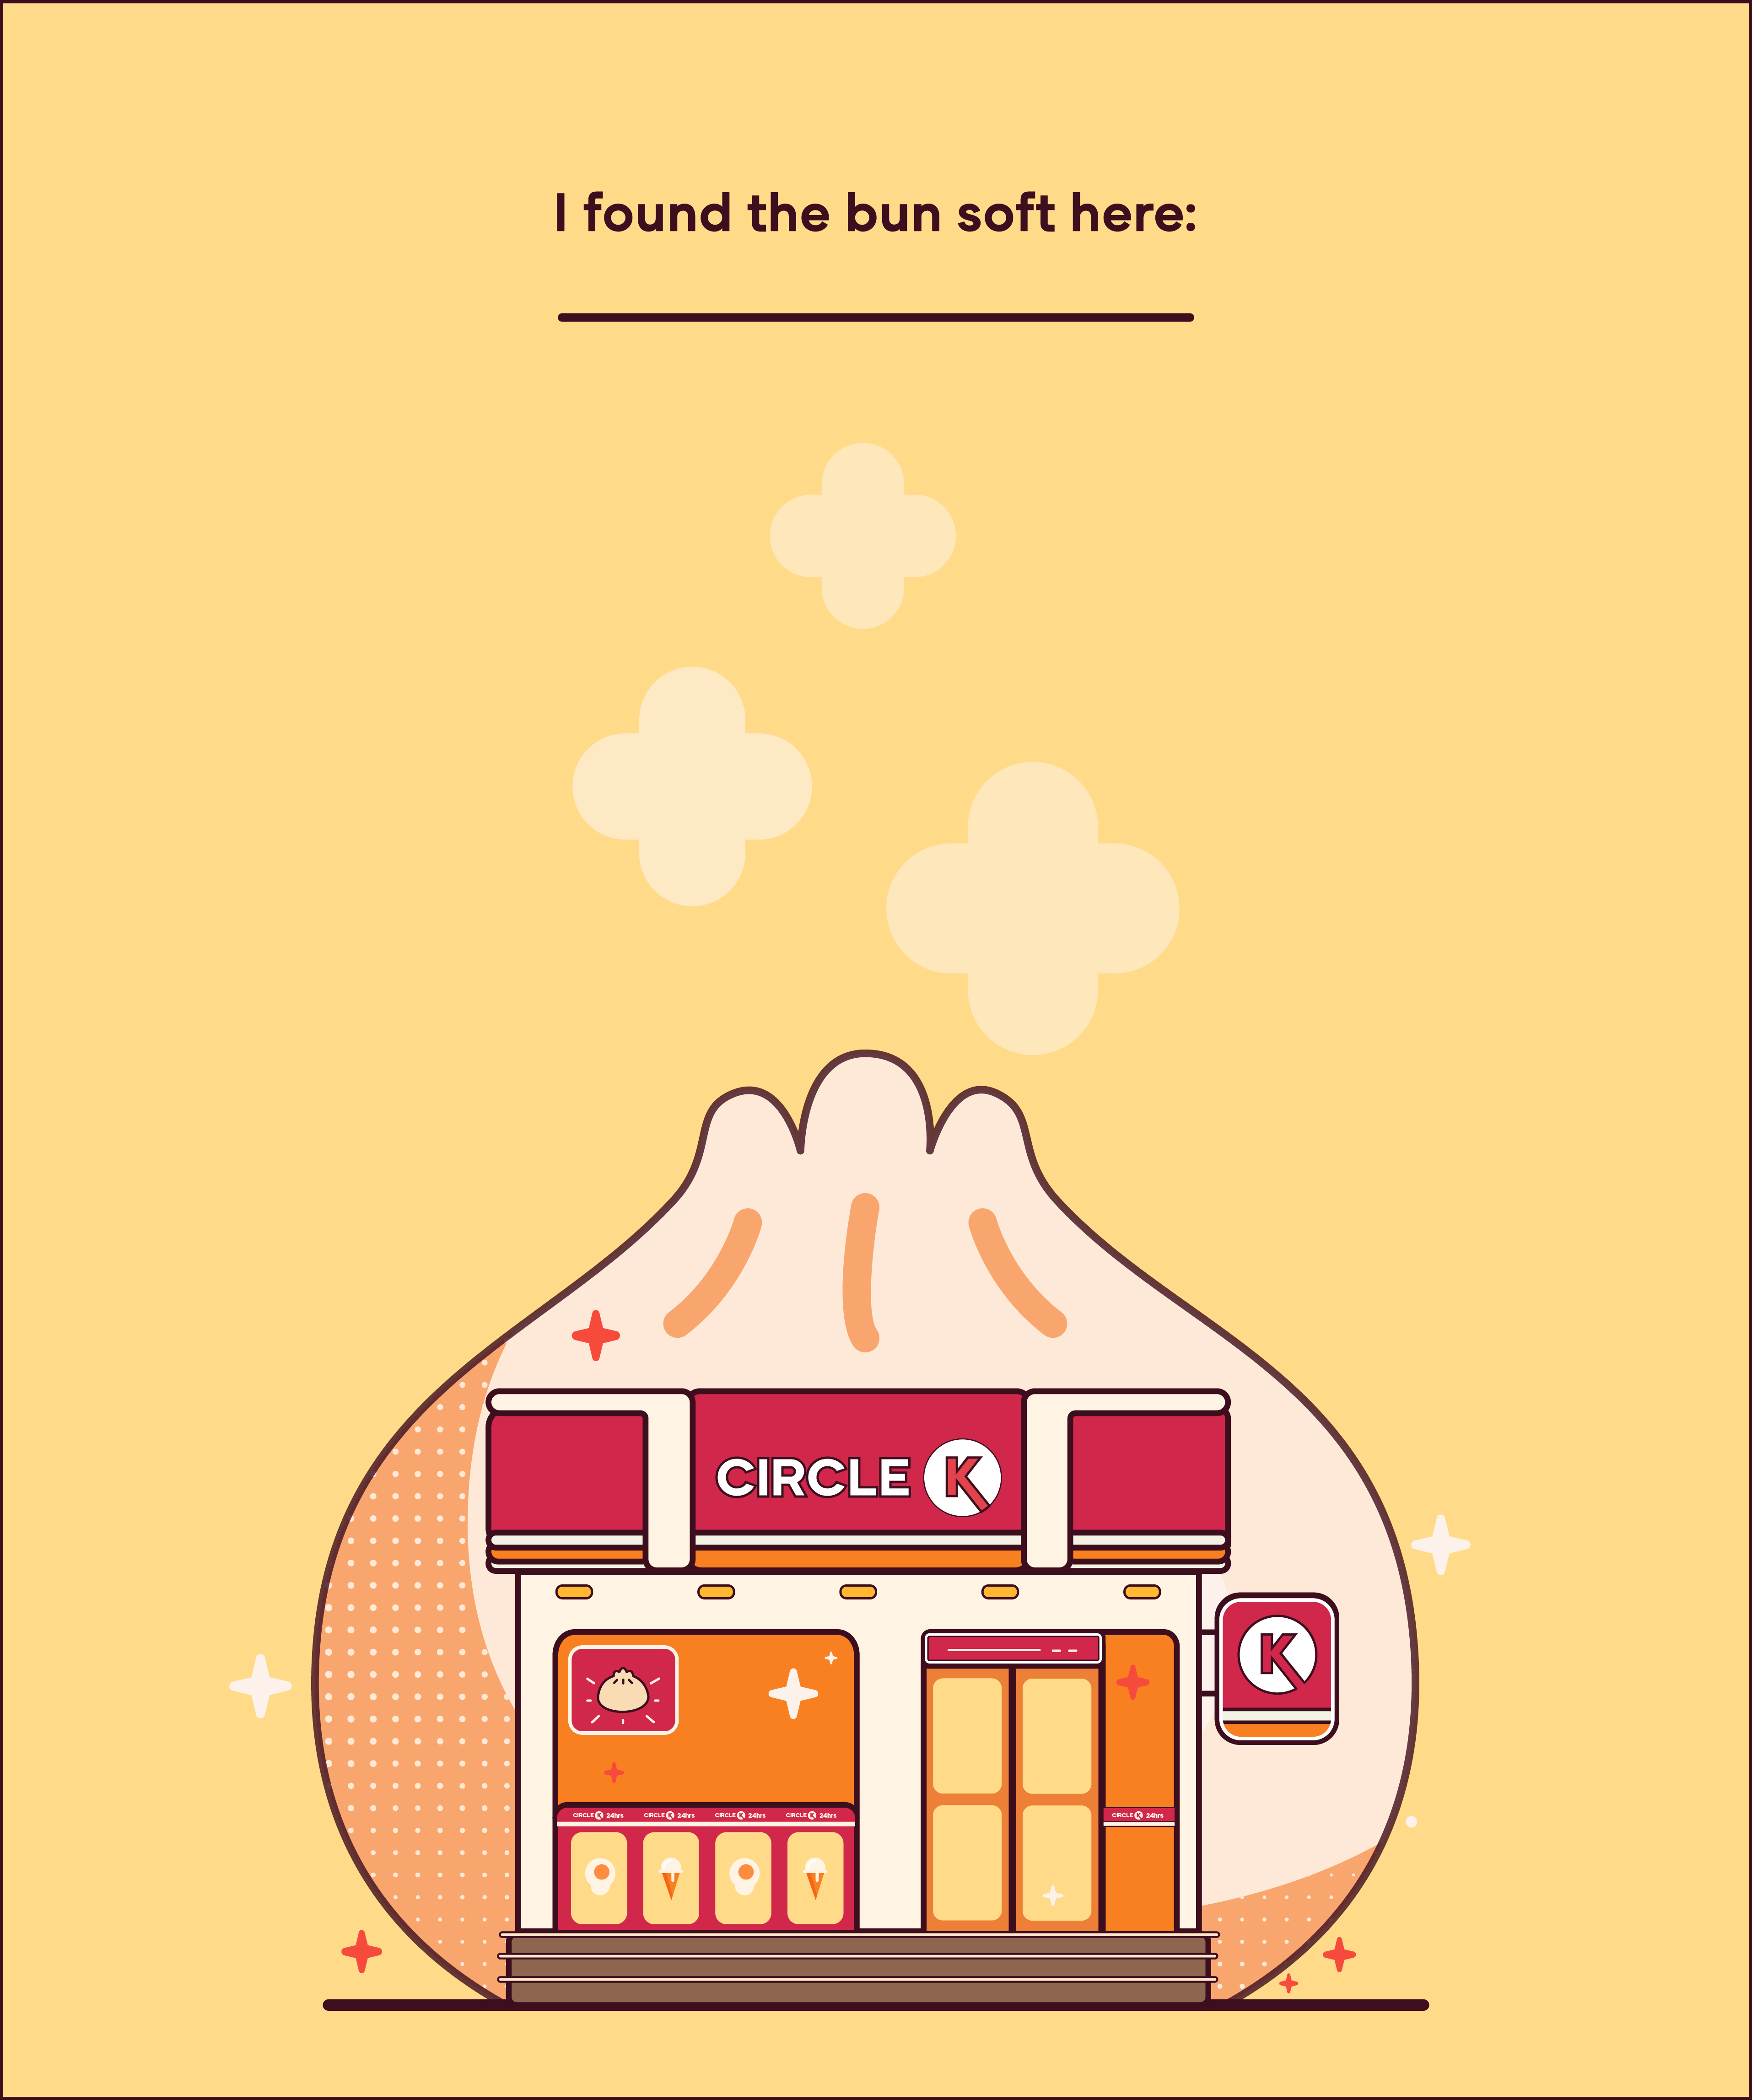 I found the bun soft here:
CIRCLE K
K
CIRCLE K 24hrs CIRCLE K 24hrs CIRCLE K 24hrs CIRCLE K 24hrs
CIRCLE K 24hrs